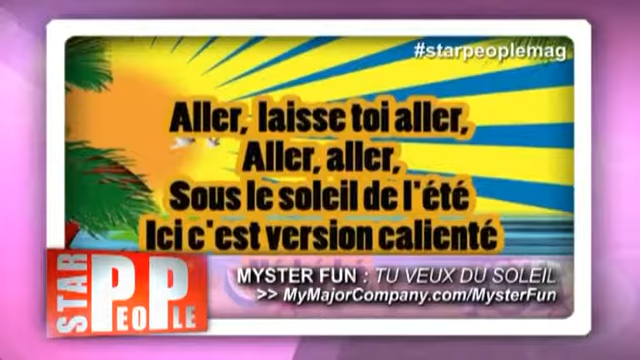 #starpeoplemag
Aller, laisse toi aller,
Aller, aller,
Sous le soleil de l'été
Ici c'est version calienté
MYSTER FUN : TU VEUX DU SOLEIL
>> MyMajorCompany.com/MysterFun
STAR PEOPLE